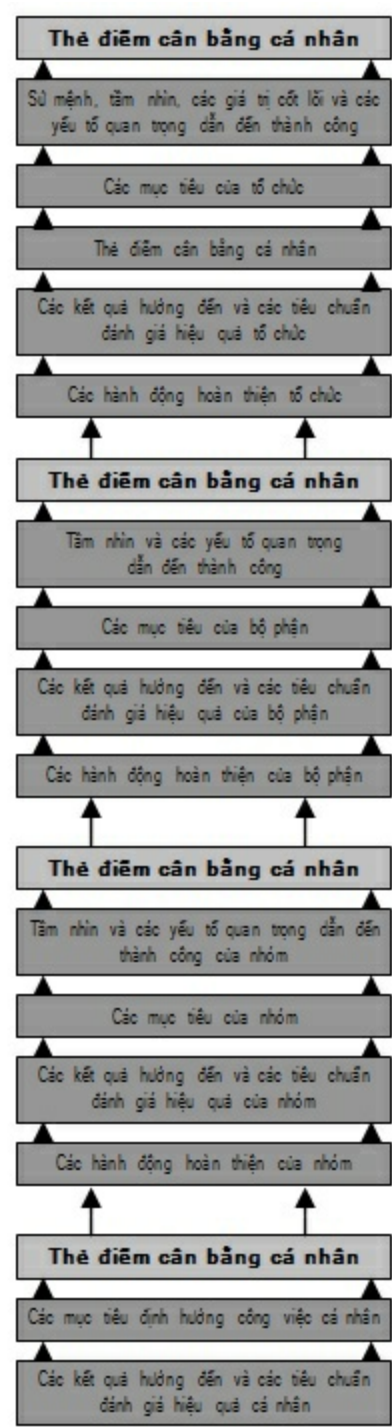 Thẻ điểm cân bằng cá nhân
Sứ mệnh, tầm nhìn, các giá trị cốt lõi và các
yếu tố quan trọng dẫn đến thành công
Các mục tiêu của tổ chức
Thẻ điểm cân bằng cá nhân
Các kết quả hướng đến và các tiêu chuẩn
đánh giá hiệu quả tổ chức
Các hành động hoàn thiện tổ chức
Thẻ điểm cân bằng cá nhân
Tầm nhìn và các yếu tố quan trọng
dẫn đến thành công
Các mục tiêu của bộ phận
Các kết quả hướng đến và các tiêu chuẩn
đánh giá hiệu quả của bộ phận
Các hành động hoàn thiện của bộ phận
Thẻ điểm cân bằng cá nhân
Tầm nhìn và các yếu tố quan trọng dẫn đến
thành công của nhóm
Các mục tiêu của nhóm
Các kết quả hướng đến và các tiêu chuẩn
đánh giá hiệu quả của nhóm
Các hành động hoàn thiện của nhóm
Thẻ điểm cân bằng cá nhân
Các mục tiêu định hướng công việc cá nhân
Các kết quả hướng đến và các tiêu chuẩn
đánh giá hiệu quả cá nhân